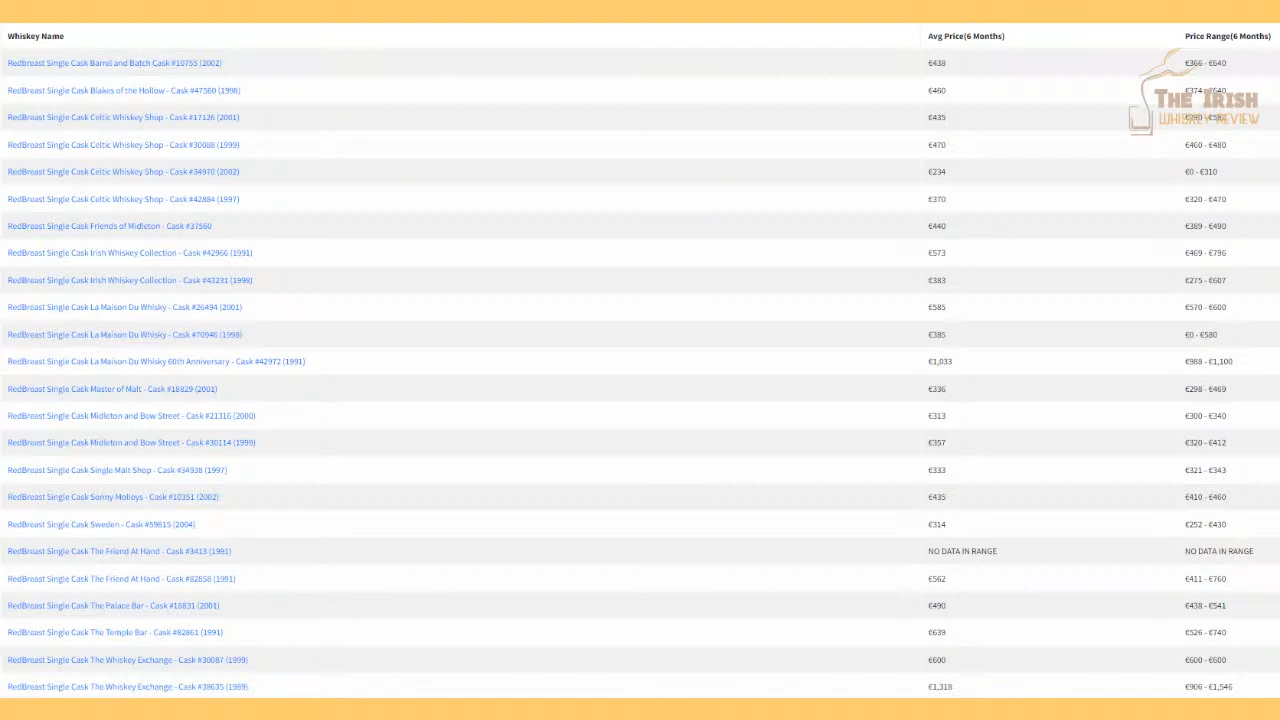 Whiskey Name Avg Price(6 Months) Price Range(6 Months)
Redbreast Single Cask Barrel and Batch Cask #10755 (2002) €438 €366 - €640
RedBreast Single Cask Blakes of the Hollow - Cask #47560 (1998) €460 €374 - €640
RedBreast Single Cask Celtic Whiskey Shop - Cask #17126 (2001) €435
THE IRISH
WHISKEY REVIEW
RedBreast Single Cask Celtic Whiskey Shop - Cask #30088 (1999) €470 €460 - €480
RedBreast Single Cask Celtic Whiskey Shop - Cask #34970 (2002) €234 €0 - €310
RedBreast Single Cask Celtic Whiskey Shop - Cask #42884 (1997) €370 €320 - €470
RedBreast Single Cask Friends of Midleton - Cask #37560 €440 €389 - €490
RedBreast Single Cask Irish Whiskey Collection - Cask #42966 (1991) €573 €469 - €796
RedBreast Single Cask Irish Whiskey Collection - Cask #43231 (1999) €383 €275 - €607
RedBreast Single Cask La Maison Du Whisky - Cask #26494 (2001) €585 €570 - €600
RedBreast Single Cask La Maison Du Whisky - Cask #70946 (1998) €385 €0 - €580
RedBreast Single Cask La Maison Du Whisky 60th Anniversary - Cask #42972 (1991) €1,033 €988 - €1,100
RedBreast Single Cask Master of Malt - Cask #18829 (2001) €336 €298 - €469
RedBreast Single Cask Midleton and Bow Street - Cask #21316 (2000) €313 €300 - €340
RedBreast Single Cask Midleton and Bow Street - Cask #30114 (1999) €357 €320 - €412
RedBreast Single Cask Single Malt Shop - Cask #34938 (1997) €333 €321 - €343
RedBreast Single Cask Sonny Molloys - Cask #10351 (2002) €435 €410 - €460
RedBreast Single Cask Sweden - Cask #59815 (2004) €314 €252 - €430
RedBreast Single Cask The Friend At Hand - Cask #3413 (1991) NO DATA IN RANGE NO DATA IN RANGE
RedBreast Single Cask The Friend At Hand - Cask #82858 (1991) €562 €411 - €760
RedBreast Single Cask The Palace Bar - Cask #18831 (2001) €490 €438 - €541
RedBreast Single Cask The Temple Bar - Cask #82861 (1991) €639 €526 - €740
RedBreast Single Cask The Whiskey Exchange - Cask #30087 (1999) €600 €600 - €600
RedBreast Single Cask The Whiskey Exchange - Cask #38635 (1989) €1,318 €906 - €1,546